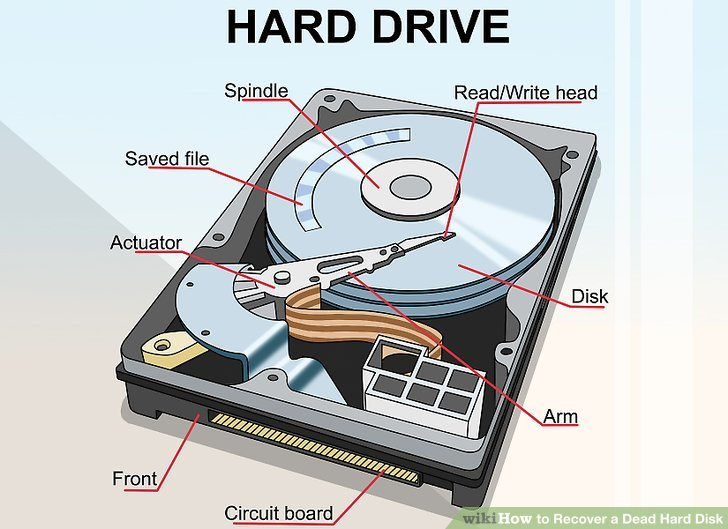 HARD DRIVE
Spindle
Read/Write head
Saved file
Actuator
Disk
Arm
Front
Circuit board
wikiHow to Recover a Dead Hard Disk